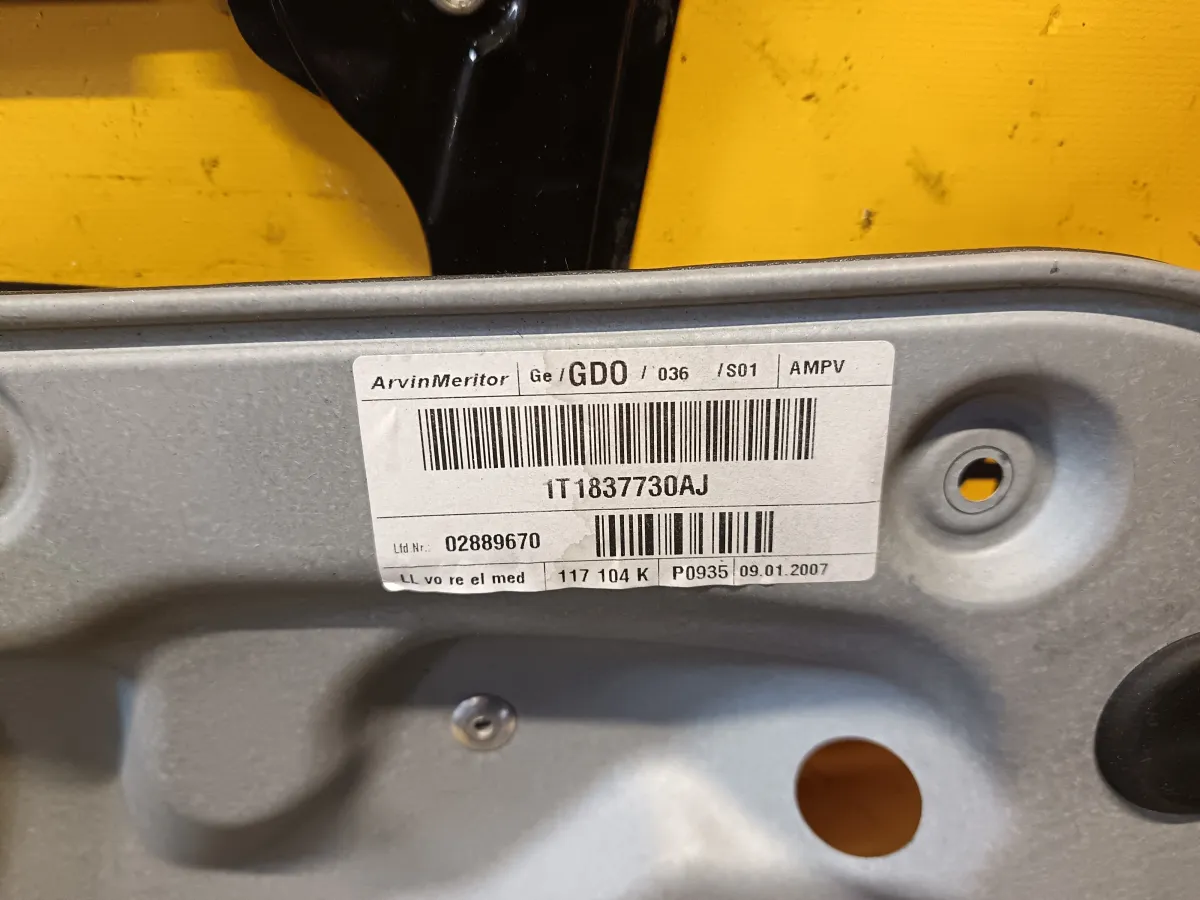 ArvinMeritor Ge / GDO / 036 / S01 AMPV
1T1837730AJ
Lfd.Nr.: 02889670
LL vo re el med 117 104 K P0935 09.01.2007